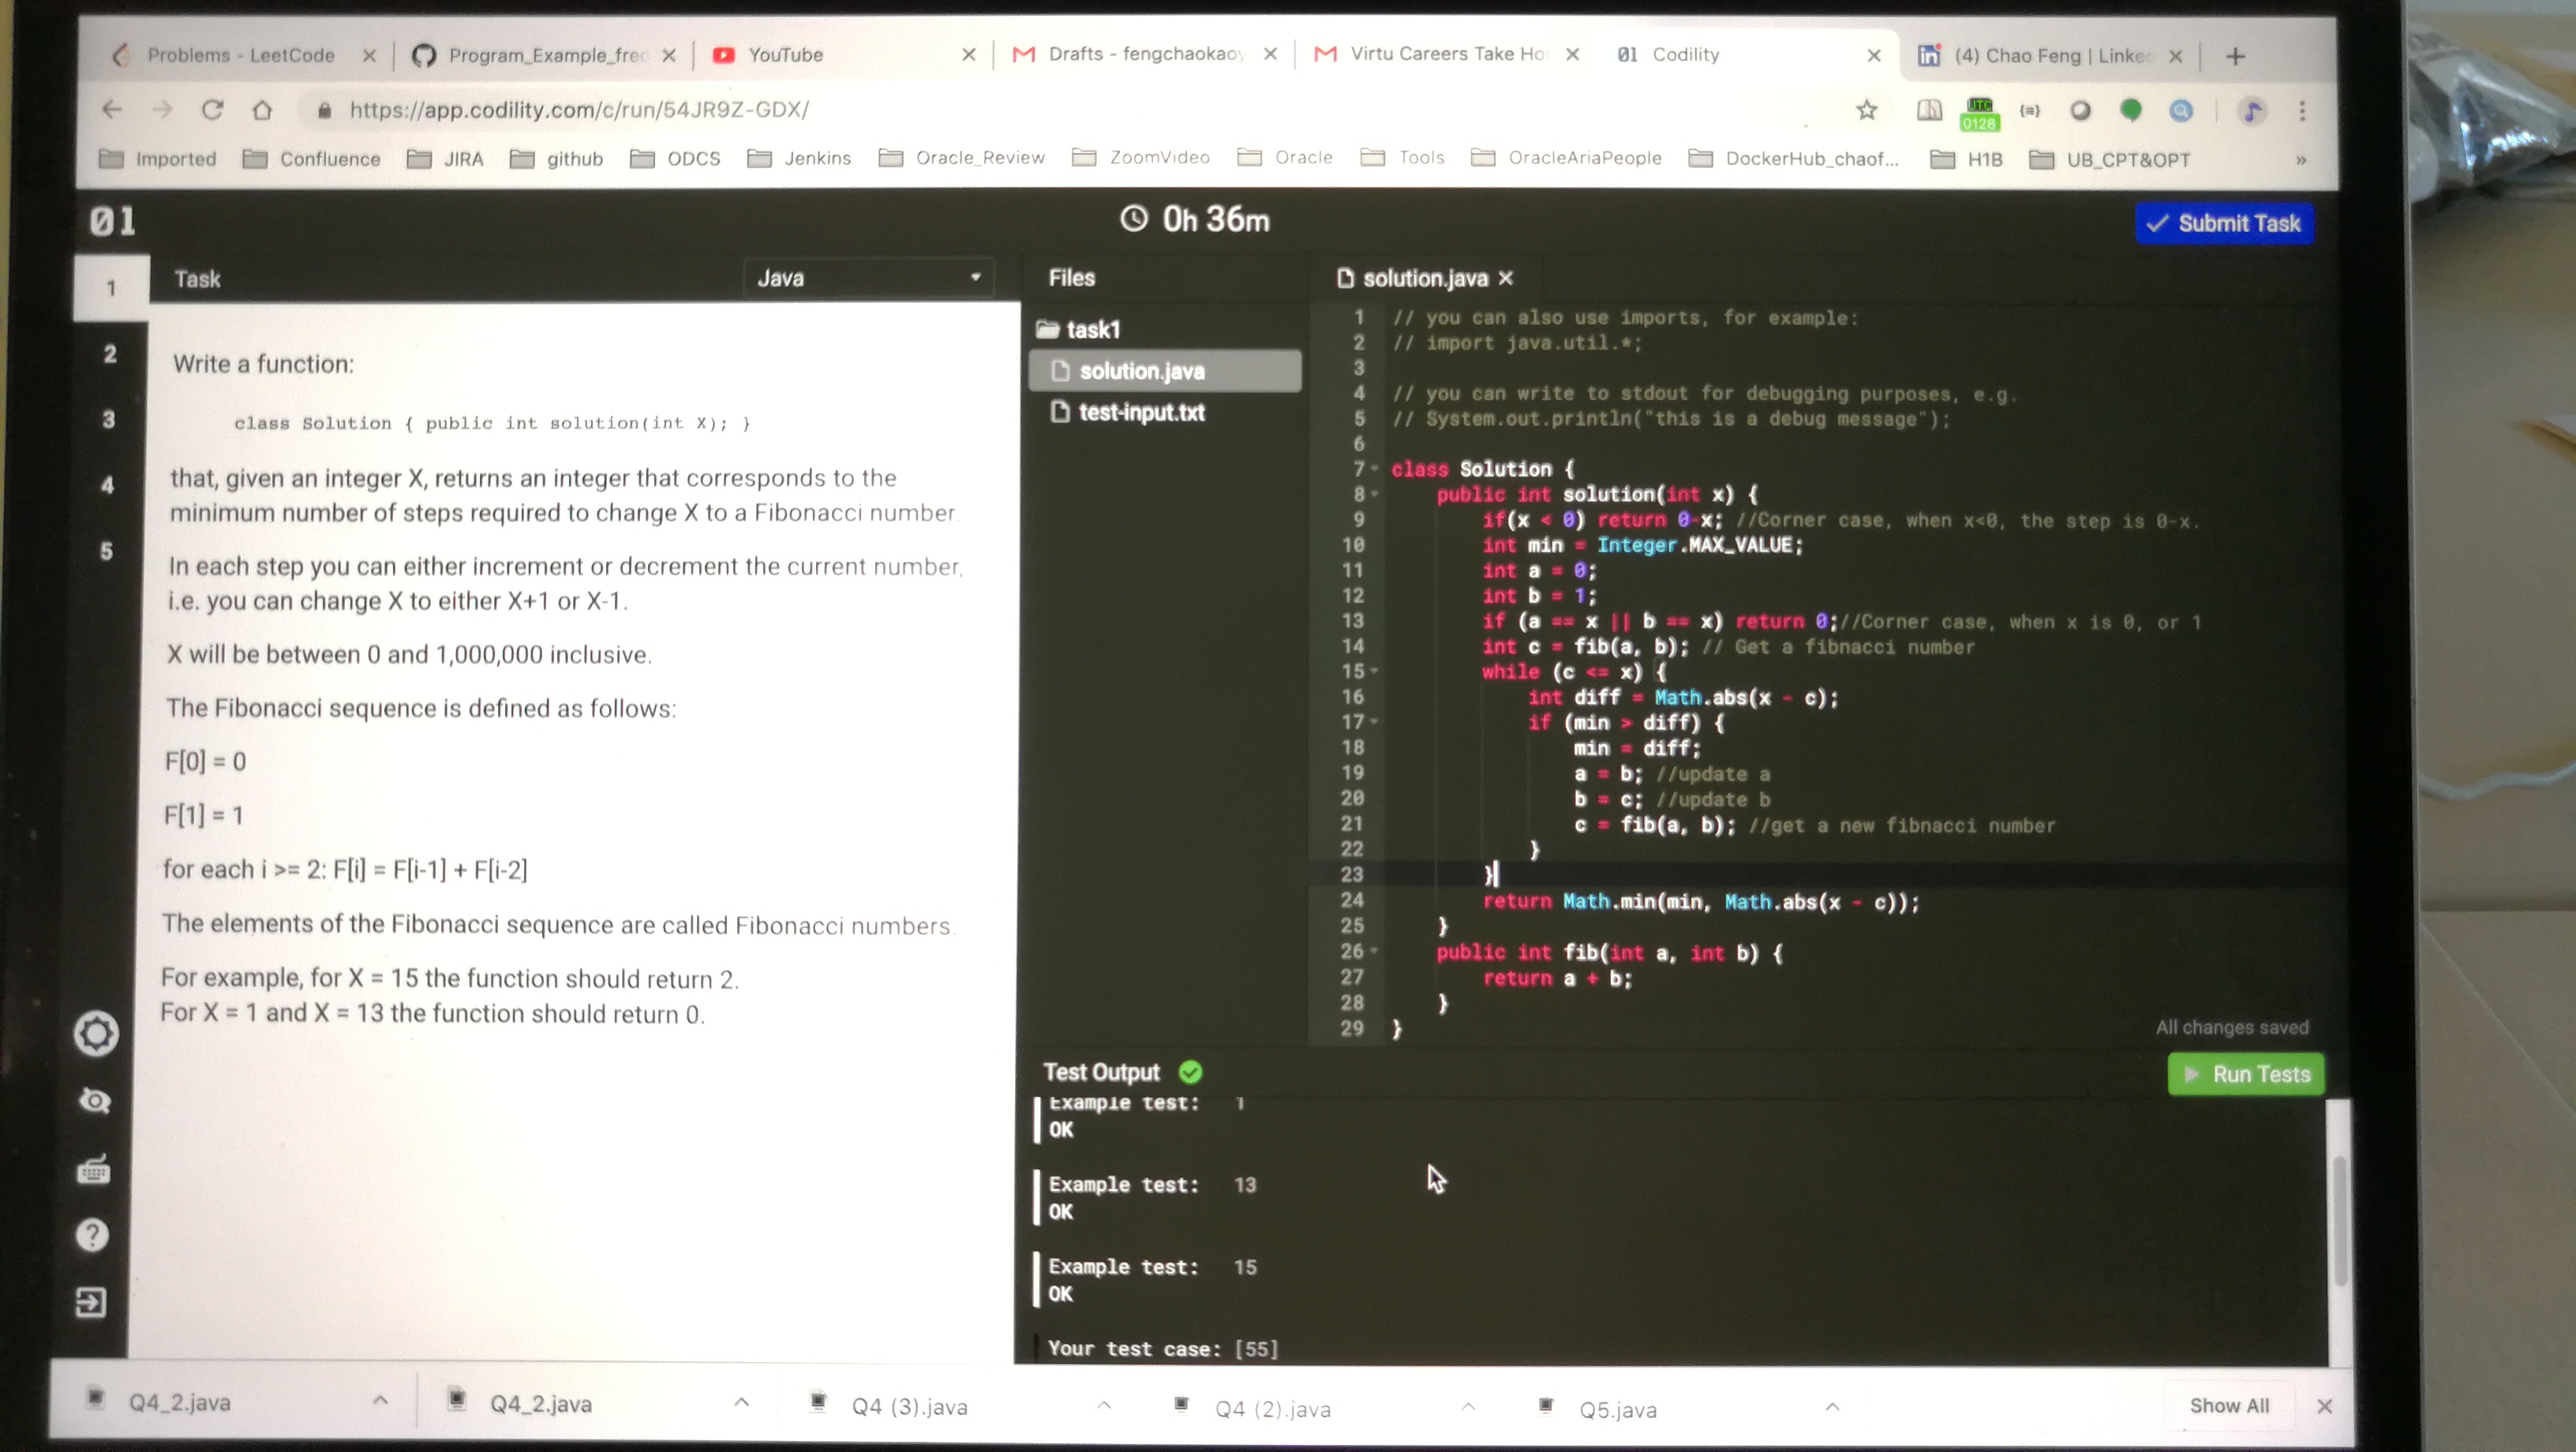 Problems - LeetCode
Program_Example_frec
YouTube
Drafts - fengchaokaoy
Virtu Careers Take Ho
01 Codility
(4) Chao Feng | Linke
https://app.codility.com/c/run/54JR9Z-GDX/
UTC
0128
Imported
Confluence
JIRA
github
ODCS
Jenkins
Oracle_Review
ZoomVideo
Oracle
Tools
OracleAriaPeople
DockerHub_chaof...
H1B
UB_CPT&OPT
»
01
0h 36m
Submit Task
1
2
3
4
5
Task
Java
Write a function:
class Solution { public int solution(int X); }
that, given an integer X, returns an integer that corresponds to the
minimum number of steps required to change X to a Fibonacci number.
In each step you can either increment or decrement the current number,
i.e. you can change X to either X+1 or X-1.
X will be between 0 and 1,000,000 inclusive.
The Fibonacci sequence is defined as follows:
F[0] = 0
F[1] = 1
for each i >= 2: F[i] = F[i-1] + F[i-2]
The elements of the Fibonacci sequence are called Fibonacci numbers.
For example, for X = 15 the function should return 2.
For X = 1 and X = 13 the function should return 0.
Files
task1
solution.java
test-input.txt
solution.java
1 // you can also use imports, for example:
2 // import java.util.*;
3
4 // you can write to stdout for debugging purposes, e.g.
5 // System.out.println("this is a debug message");
6
7 class Solution {
8 public int solution(int x) {
9 if(x < 0) return 0-x; //Corner case, when x<0, the step is 0-x.
10 int min = Integer.MAX_VALUE;
11 int a = 0;
12 int b = 1;
13 if (a == x || b == x) return 0;//Corner case, when x is 0, or 1
14 int c = fib(a, b); // Get a fibnacci number
15 while (c <= x) {
16 int diff = Math.abs(x - c);
17 if (min > diff) {
18 min = diff;
19 a = b; //update a
20 b = c; //update b
21 c = fib(a, b); //get a new fibnacci number
22 }
23 }
24 return Math.min(min, Math.abs(x - c));
25 }
26 public int fib(int a, int b) {
27 return a + b;
28 }
29 }
All changes saved
Test Output
Run Tests
Example test: 1
OK
Example test: 13
OK
Example test: 15
OK
Your test case: [55]
Q4_2.java
Q4_2.java
Q4 (3).java
Q4 (2).java
Q5.java
Show All